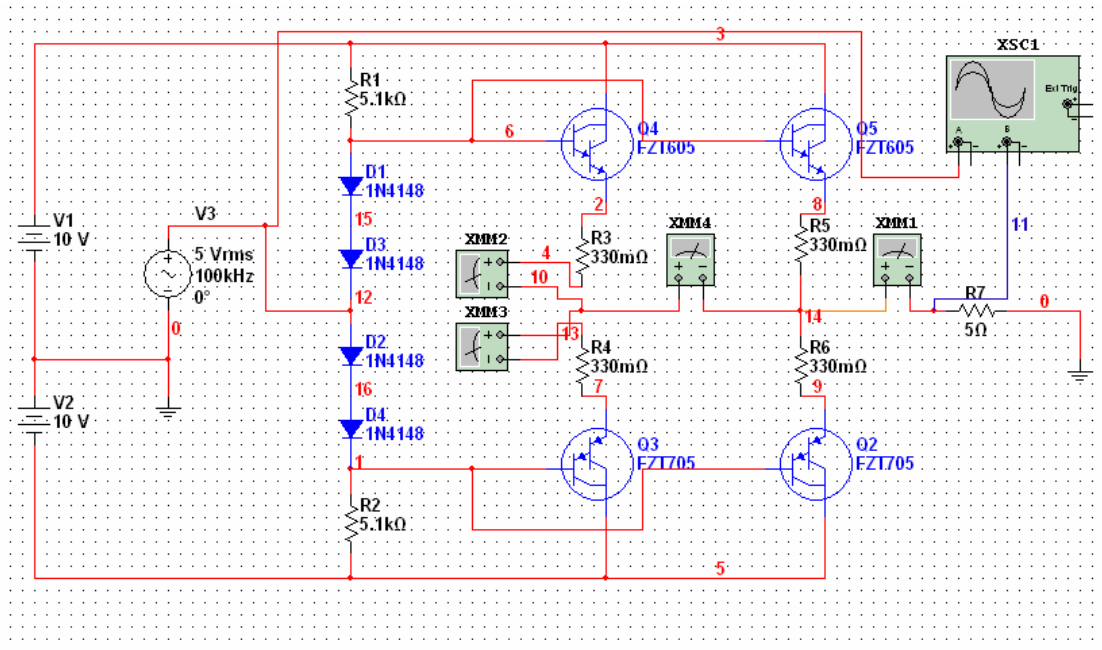 3
XSC1
Ext Trig
A
B
R1
5.1kΩ
6
Q4
FZT605
Q5
FZT605
D1
1N4148
15
2
8
11
V1
10 V
V3
5 Vrms
100kHz
0°
0
D3
1N4148
12
XMM2
4
10
R3
330mΩ
XMM4
R5
330mΩ
XMM1
XMM3
13
14
R7
5Ω
0
D2
1N4148
16
R4
330mΩ
7
R6
330mΩ
9
V2
10 V
D4
1N4148
1
Q3
FZT705
Q2
FZT705
R2
5.1kΩ
5